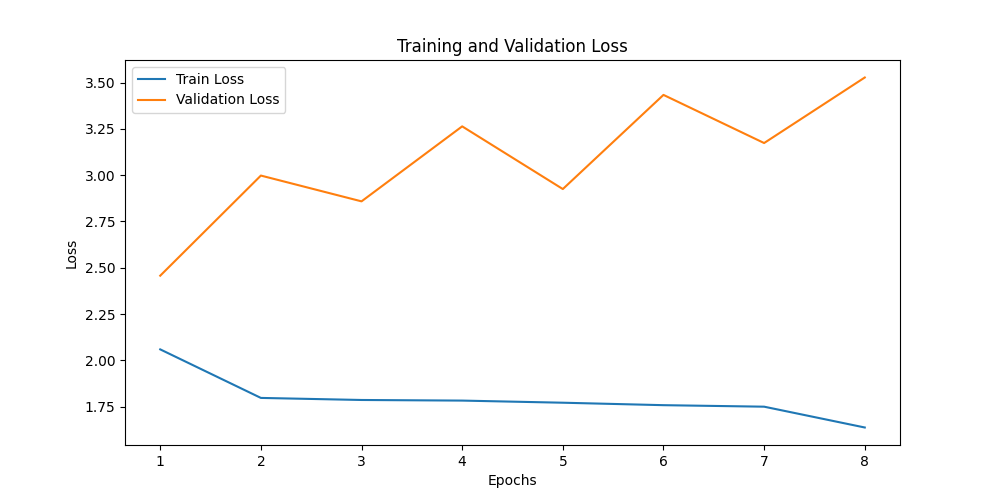 Training and Validation Loss
Train Loss
Validation Loss
3.50
3.25
3.00
2.75
2.50
2.25
2.00
1.75
Loss
1 2 3 4 5 6 7 8
Epochs